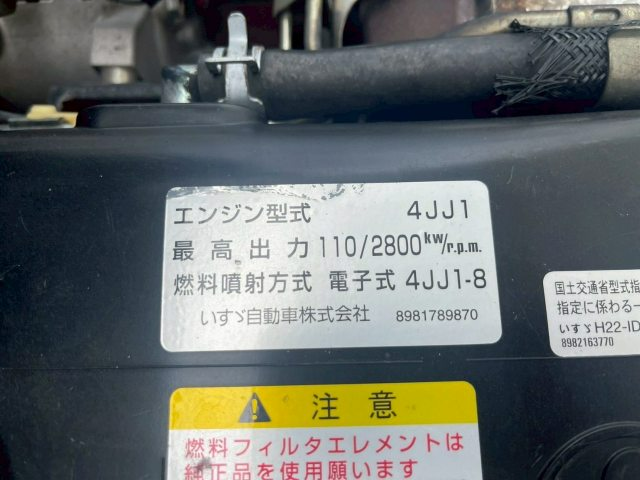 エンジン型式 4JJ1
最高出力 110/2800kw/r.p.m.
燃料噴射方式 電子式 4JJ1-8
いすゞ自動車株式会社 8981789870
国土交通省型式指
指定に係わる一
いすゞH22-ID
8982163770
注意
燃料フィルタエレメントは
純正品を使用願います